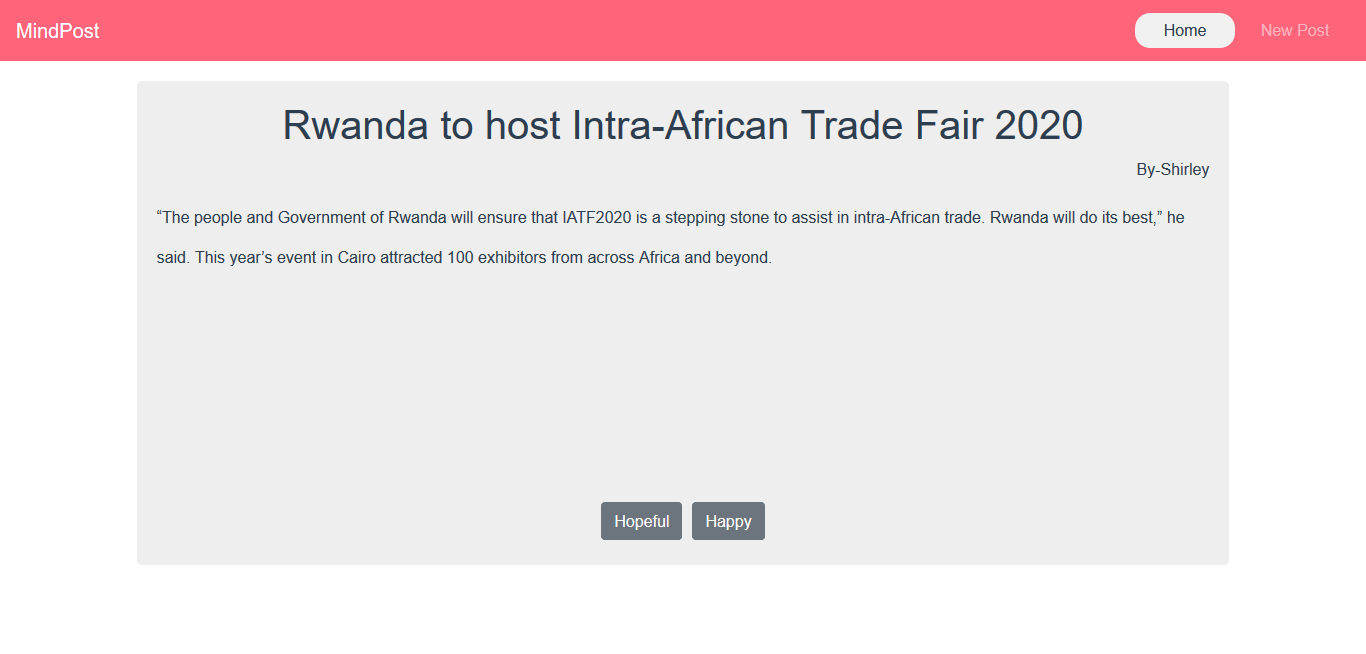 MindPost
Home
New Post
Rwanda to host Intra-African Trade Fair 2020
By-Shirley
“The people and Government of Rwanda will ensure that IATF2020 is a stepping stone to assist in intra-African trade. Rwanda will do its best,” he
said. This year’s event in Cairo attracted 100 exhibitors from across Africa and beyond.
Hopeful
Happy